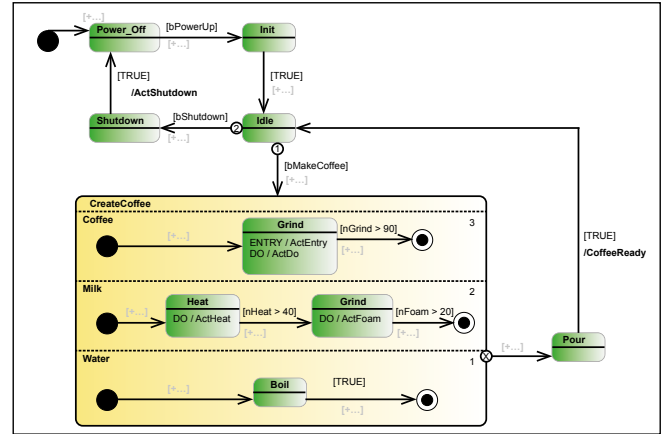 [+...]
Power_Off
[bPowerUp]
[+...]
Init
[TRUE]
/ActShutdown
[TRUE]
[+...]
Shutdown
[bShutdown]
[+...]
2
Idle
1
[bMakeCoffee]
[+...]
[TRUE]
/CoffeeReady
CreateCoffee
Coffee
3
[+...]
Grind
ENTRY / ActEntry
DO / ActDo
[nGrind > 90]
[+...]
Milk
2
[+...]
Heat
DO / ActHeat
[nHeat > 40]
[+...]
Grind
DO / ActFoam
[nFoam > 20]
[+...]
Water
1
X
[+...]
Pour
[+...]
Boil
[TRUE]
[+...]